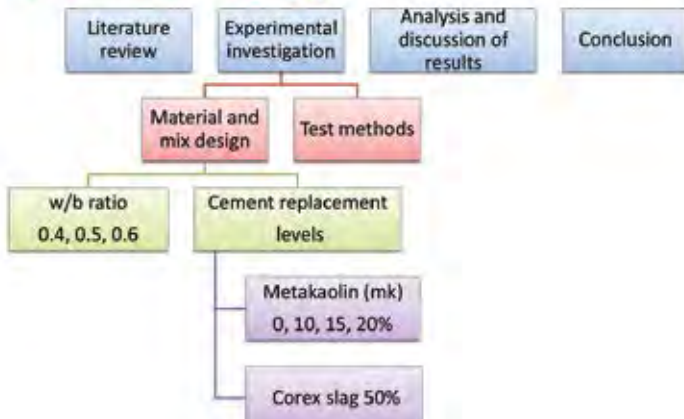 Literature
review
Experimental
investigation
Analysis and
discussion of
results
Conclusion
Material and
mix design
Test methods
w/b ratio
0.4, 0.5, 0.6
Cement replacement
levels
Metakaolin (mk)
0, 10, 15, 20%
Corex slag 50%